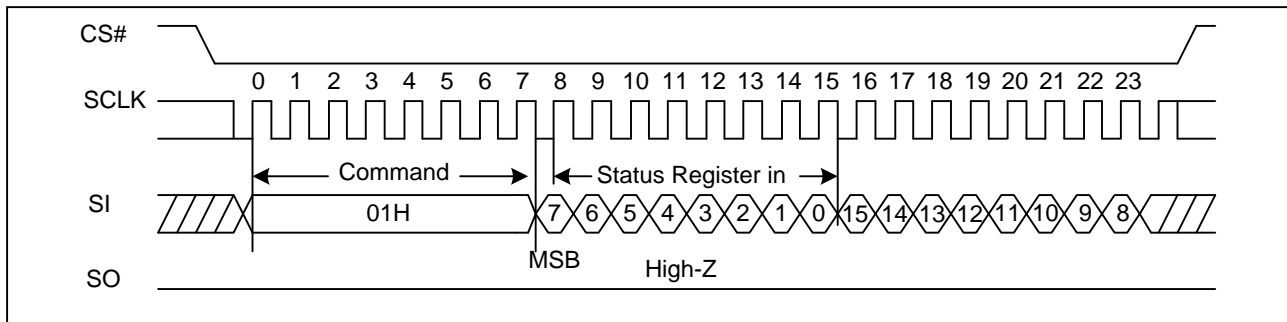 CS#
0 1 2 3 4 5 6 7 8 9 10 11 12 13 14 15 16 17 18 19 20 21 22 23
SCLK
Command Status Register in
SI 01H 7 6 5 4 3 2 1 0 15 14 13 12 11 10 9 8
MSB High-Z
SO